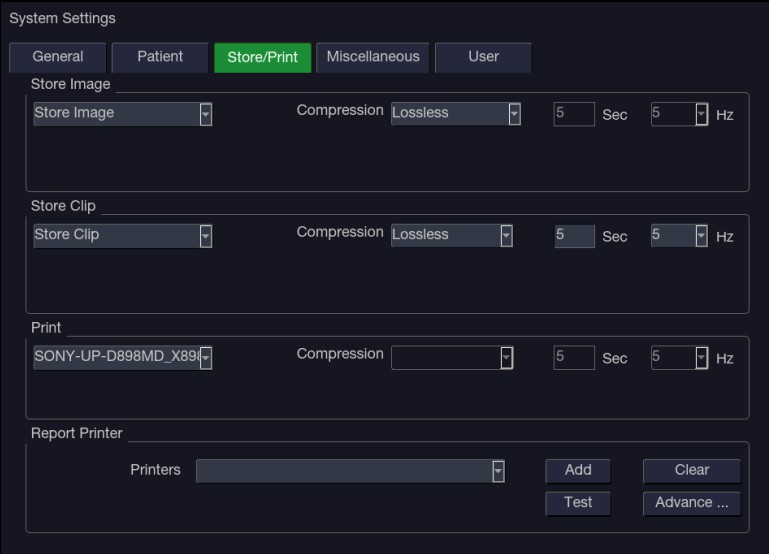 System Settings
General Patient Store/Print Miscellaneous User
Store Image
Store Image Compression Lossless 5 Sec 5 Hz
Store Clip
Store Clip Compression Lossless 5 Sec 5 Hz
Print
SONY-UP-D898MD_X898 Compression 5 Sec 5 Hz
Report Printer
Printers Add Clear
Test Advance ...